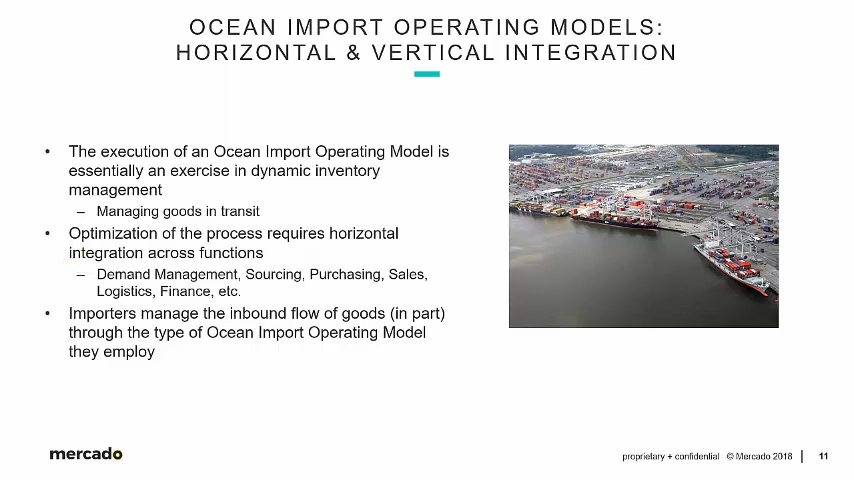 OCEAN IMPORT OPERATING MODELS:
HORIZONTAL & VERTICAL INTEGRATION
• The execution of an Ocean Import Operating Model is
essentially an exercise in dynamic inventory
management
– Managing goods in transit
• Optimization of the process requires horizontal
integration across functions
– Demand Management, Sourcing, Purchasing, Sales,
Logistics, Finance, etc.
• Importers manage the inbound flow of goods (in part)
through the type of Ocean Import Operating Model
they employ
mercado
proprietary + confidential © Mercado 2018 | 11